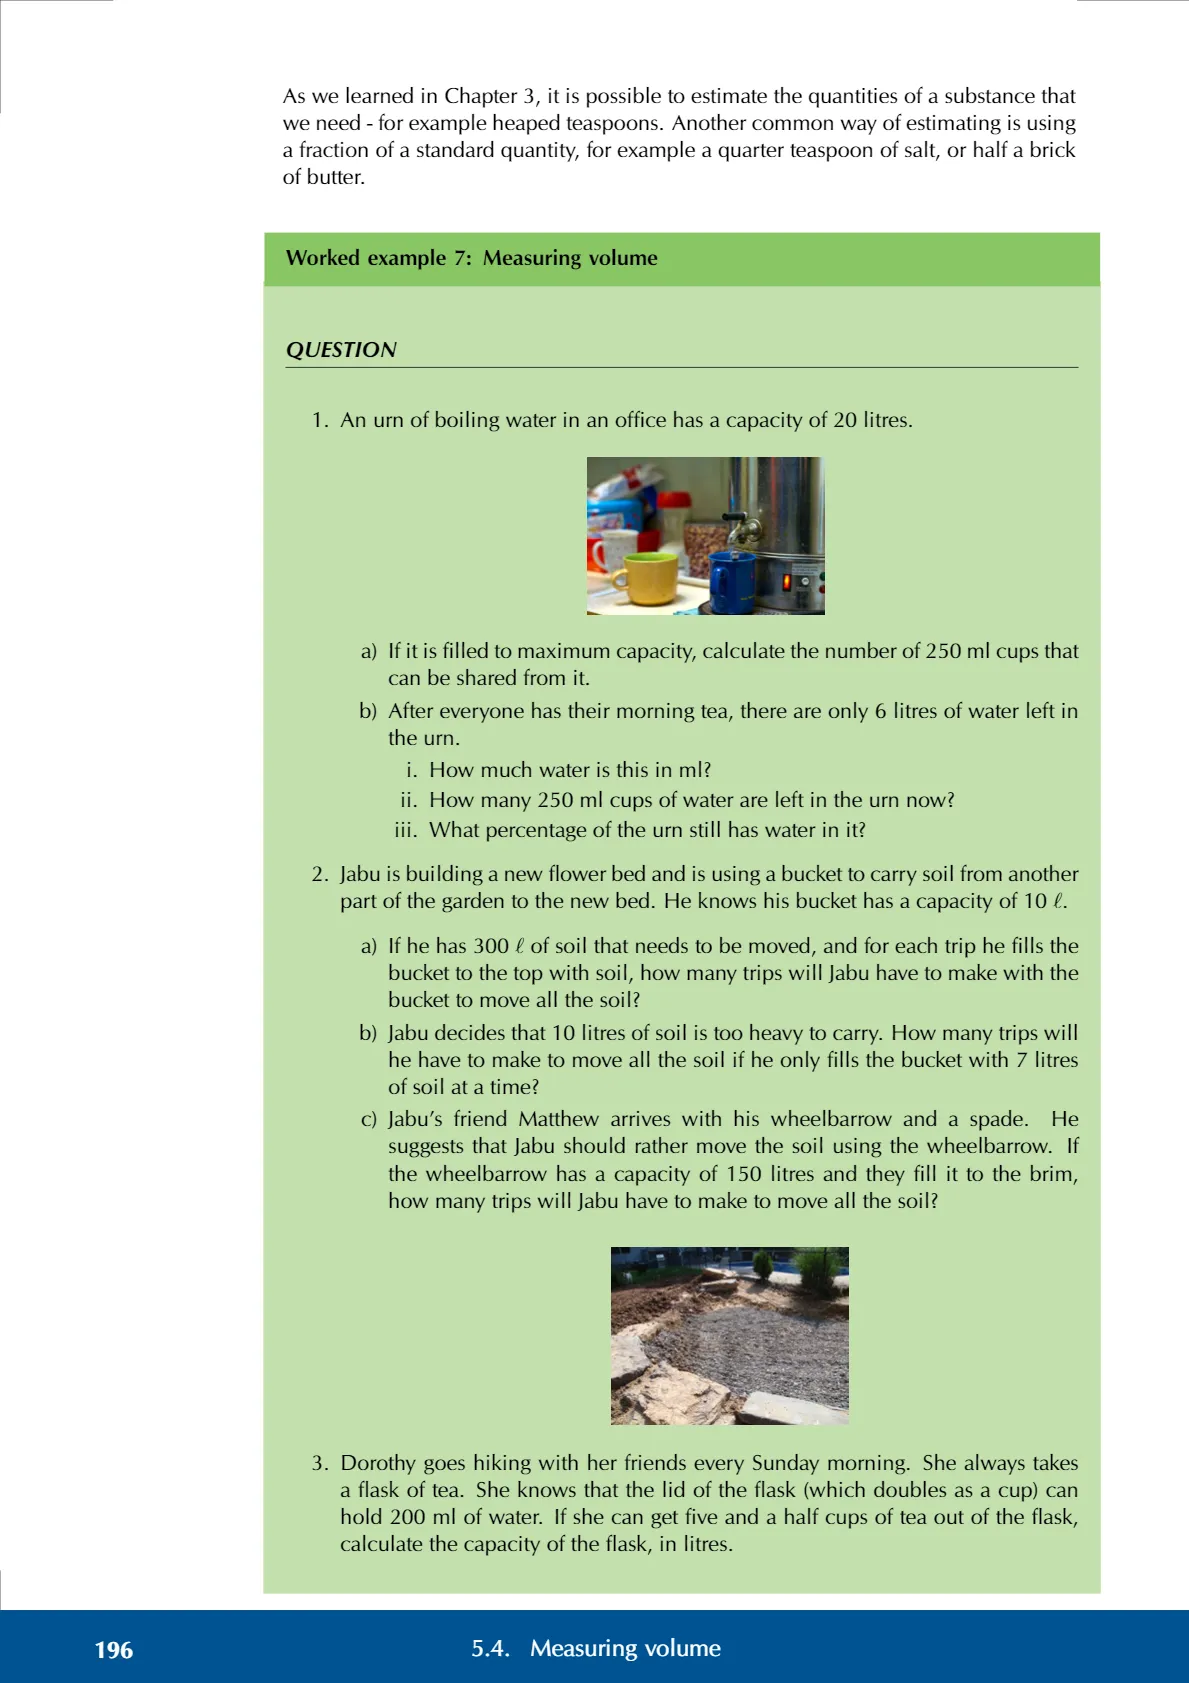 As we learned in Chapter 3, it is possible to estimate the quantities of a substance that
we need - for example heaped teaspoons. Another common way of estimating is using
a fraction of a standard quantity, for example a quarter teaspoon of salt, or half a brick
of butter.
Worked example 7: Measuring volume
QUESTION
1. An urn of boiling water in an office has a capacity of 20 litres.
a) If it is filled to maximum capacity, calculate the number of 250 ml cups that
can be shared from it.
b) After everyone has their morning tea, there are only 6 litres of water left in
the urn.
i. How much water is this in ml?
ii. How many 250 ml cups of water are left in the urn now?
iii. What percentage of the urn still has water in it?
2. Jabu is building a new flower bed and is using a bucket to carry soil from another
part of the garden to the new bed. He knows his bucket has a capacity of 10 ℓ.
a) If he has 300 ℓ of soil that needs to be moved, and for each trip he fills the
bucket to the top with soil, how many trips will Jabu have to make with the
bucket to move all the soil?
b) Jabu decides that 10 litres of soil is too heavy to carry. How many trips will
he have to make to move all the soil if he only fills the bucket with 7 litres
of soil at a time?
c) Jabu’s friend Matthew arrives with his wheelbarrow and a spade. He
suggests that Jabu should rather move the soil using the wheelbarrow. If
the wheelbarrow has a capacity of 150 litres and they fill it to the brim,
how many trips will Jabu have to make to move all the soil?
3. Dorothy goes hiking with her friends every Sunday morning. She always takes
a flask of tea. She knows that the lid of the flask (which doubles as a cup) can
hold 200 ml of water. If she can get five and a half cups of tea out of the flask,
calculate the capacity of the flask, in litres.
196 5.4. Measuring volume